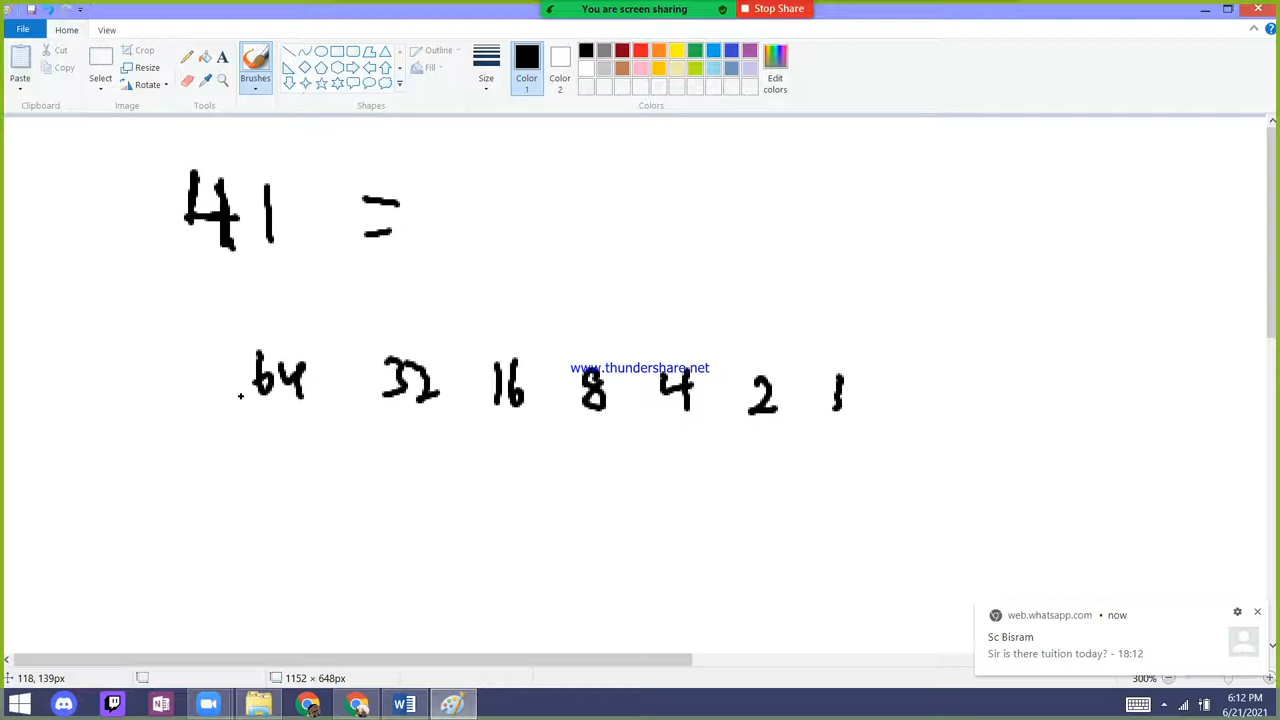 You are screen sharing
Stop Share
File
Home
View
Paste
Cut
Copy
Clipboard
Select
Crop
Resize
Rotate
Image
Tools
Brushes
Shapes
Outline
Fill
Size
Color
1
Color
2
Edit
colors
Colors
41 =
www.thundershare.net
64 32 16 8 4 2 1
web.whatsapp.com • now
Sc Bisram
Sir is there tuition today? - 18:12
118, 139px
1152 × 648px
300%
6:12 PM
6/21/2021